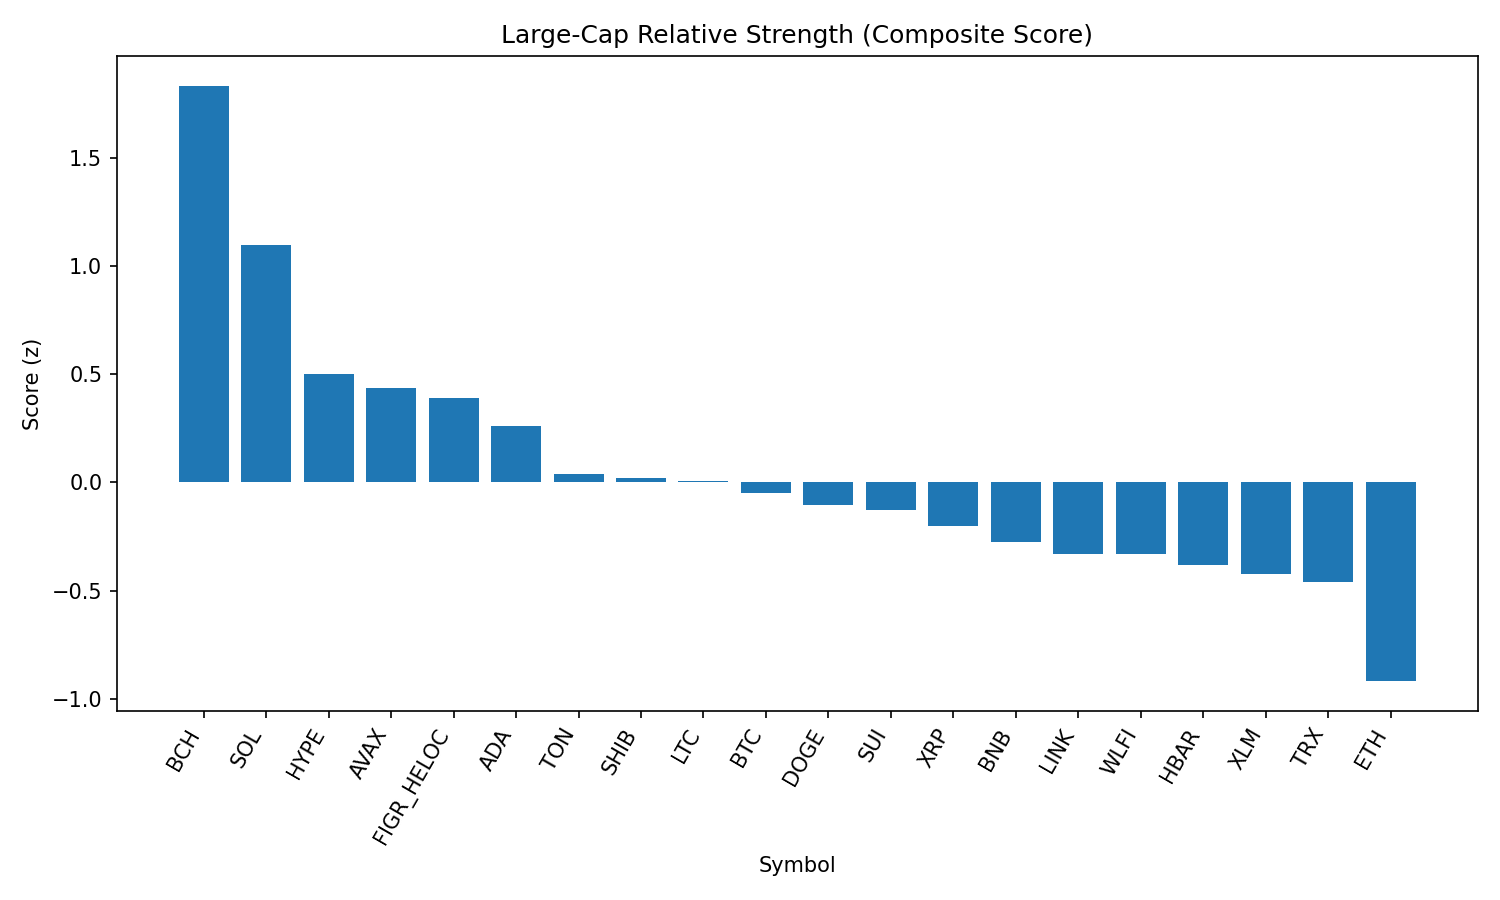 Large-Cap Relative Strength (Composite Score)
1.5
1.0
0.5
0.0
−0.5
−1.0
Score (z)
BCH
SOL
HYPE
AVAX
FIGR_HELOC
ADA
TON
SHIB
LTC
BTC
DOGE
SUI
XRP
BNB
LINK
WLFI
HBAR
XLM
TRX
ETH
Symbol